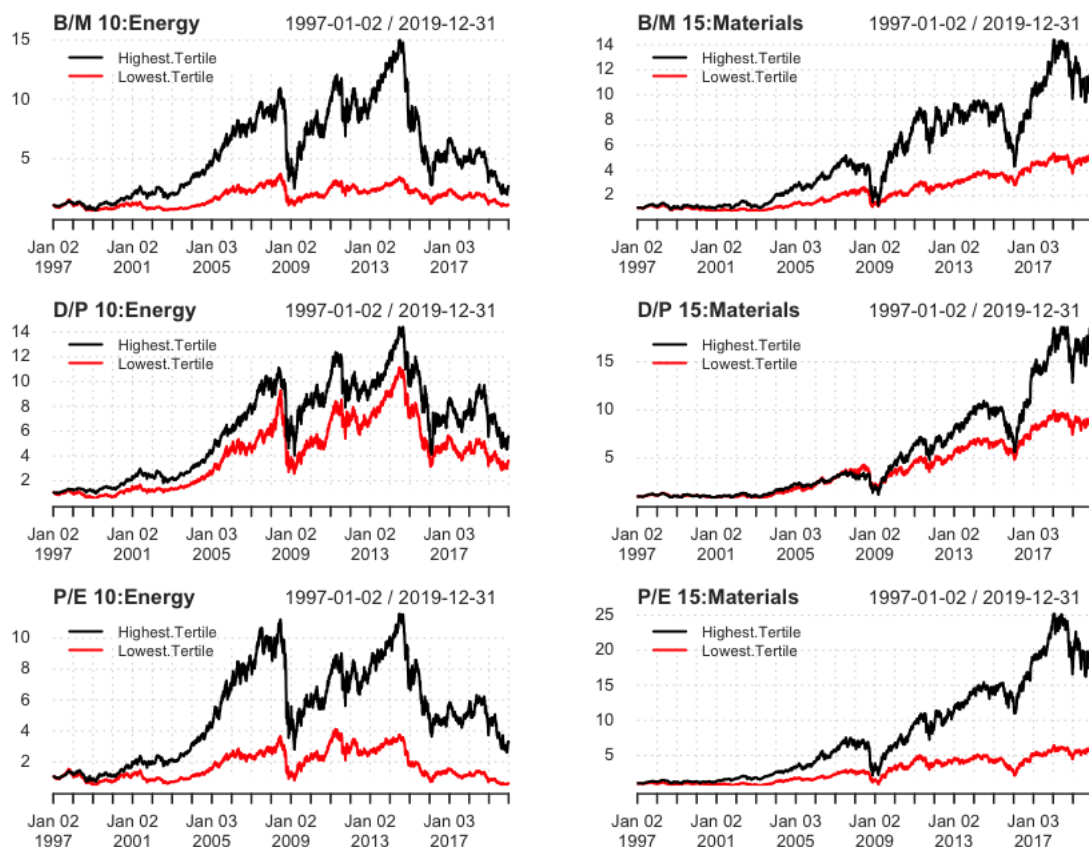 B/M 10:Energy 1997-01-02 / 2019-12-31
Highest.Tertile
Lowest.Tertile
15
10
5
Jan 02 Jan 02 Jan 03 Jan 02 Jan 02 Jan 03
1997 2001 2005 2009 2013 2017
B/M 15:Materials 1997-01-02 / 2019-12-31
Highest.Tertile
Lowest.Tertile
14
12
10
8
6
4
2
Jan 02 Jan 02 Jan 03 Jan 02 Jan 02 Jan 03
1997 2001 2005 2009 2013 2017
D/P 10:Energy 1997-01-02 / 2019-12-31
Highest.Tertile
Lowest.Tertile
14
12
10
8
6
4
2
Jan 02 Jan 02 Jan 03 Jan 02 Jan 02 Jan 03
1997 2001 2005 2009 2013 2017
D/P 15:Materials 1997-01-02 / 2019-12-31
Highest.Tertile
Lowest.Tertile
15
10
5
Jan 02 Jan 02 Jan 03 Jan 02 Jan 02 Jan 03
1997 2001 2005 2009 2013 2017
P/E 10:Energy 1997-01-02 / 2019-12-31
Highest.Tertile
Lowest.Tertile
10
8
6
4
2
Jan 02 Jan 02 Jan 03 Jan 02 Jan 02 Jan 03
1997 2001 2005 2009 2013 2017
P/E 15:Materials 1997-01-02 / 2019-12-31
Highest.Tertile
Lowest.Tertile
25
20
15
10
5
Jan 02 Jan 02 Jan 03 Jan 02 Jan 02 Jan 03
1997 2001 2005 2009 2013 2017